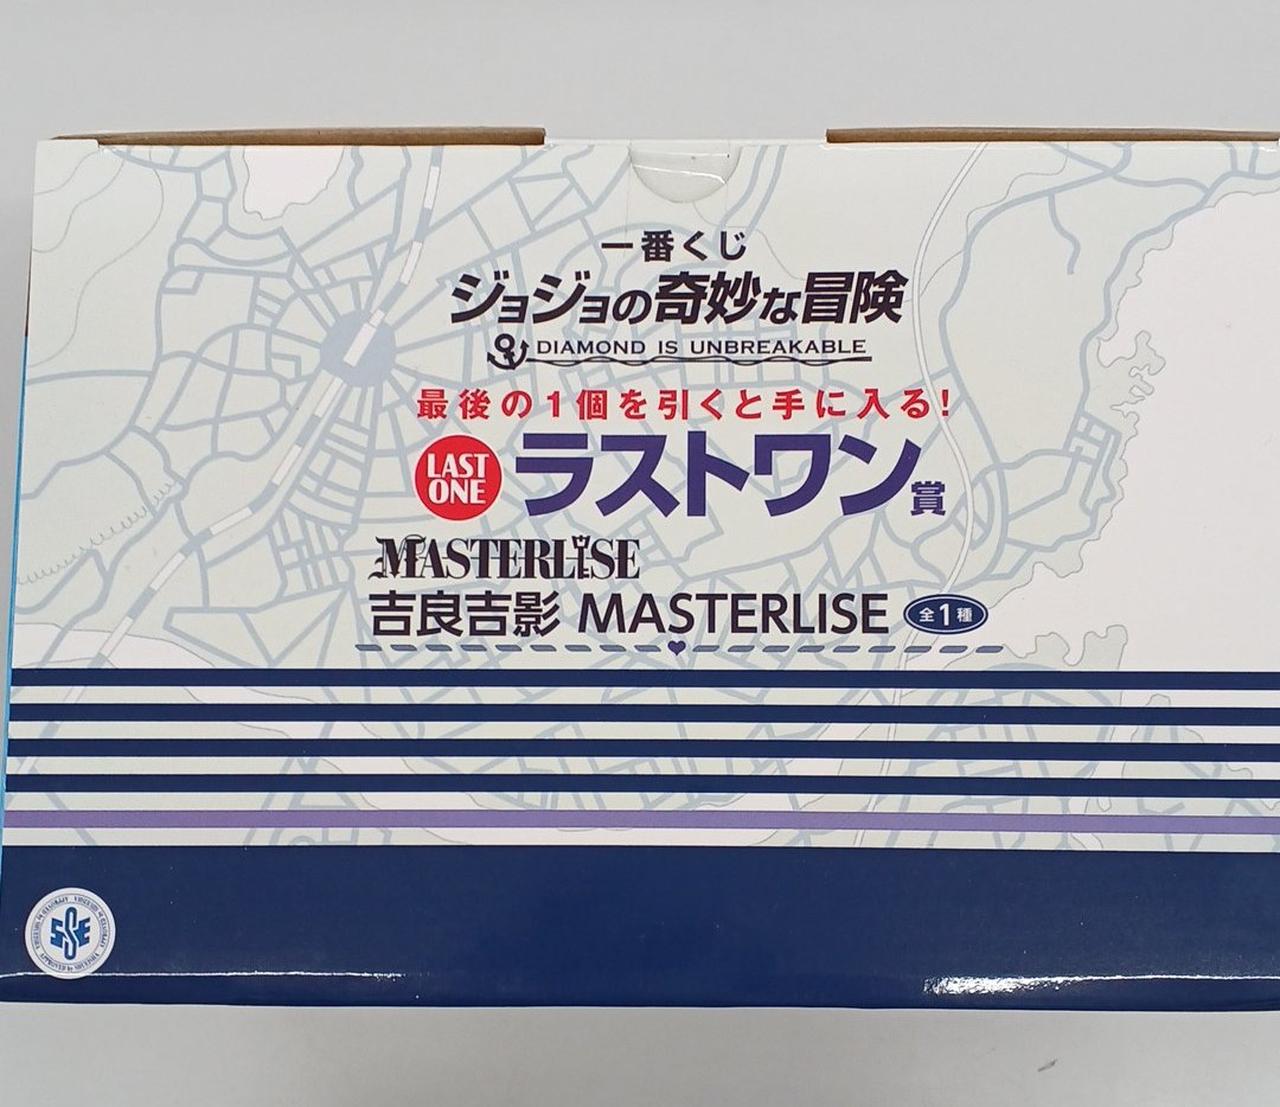 一番くじ
ジョジョの奇妙な冒険
DIAMOND IS UNBREAKABLE
最後の1個を引くと手に入る!
LAST ONE ラストワン賞
MASTERLISE
吉良吉影 MASTERLISE 全1種